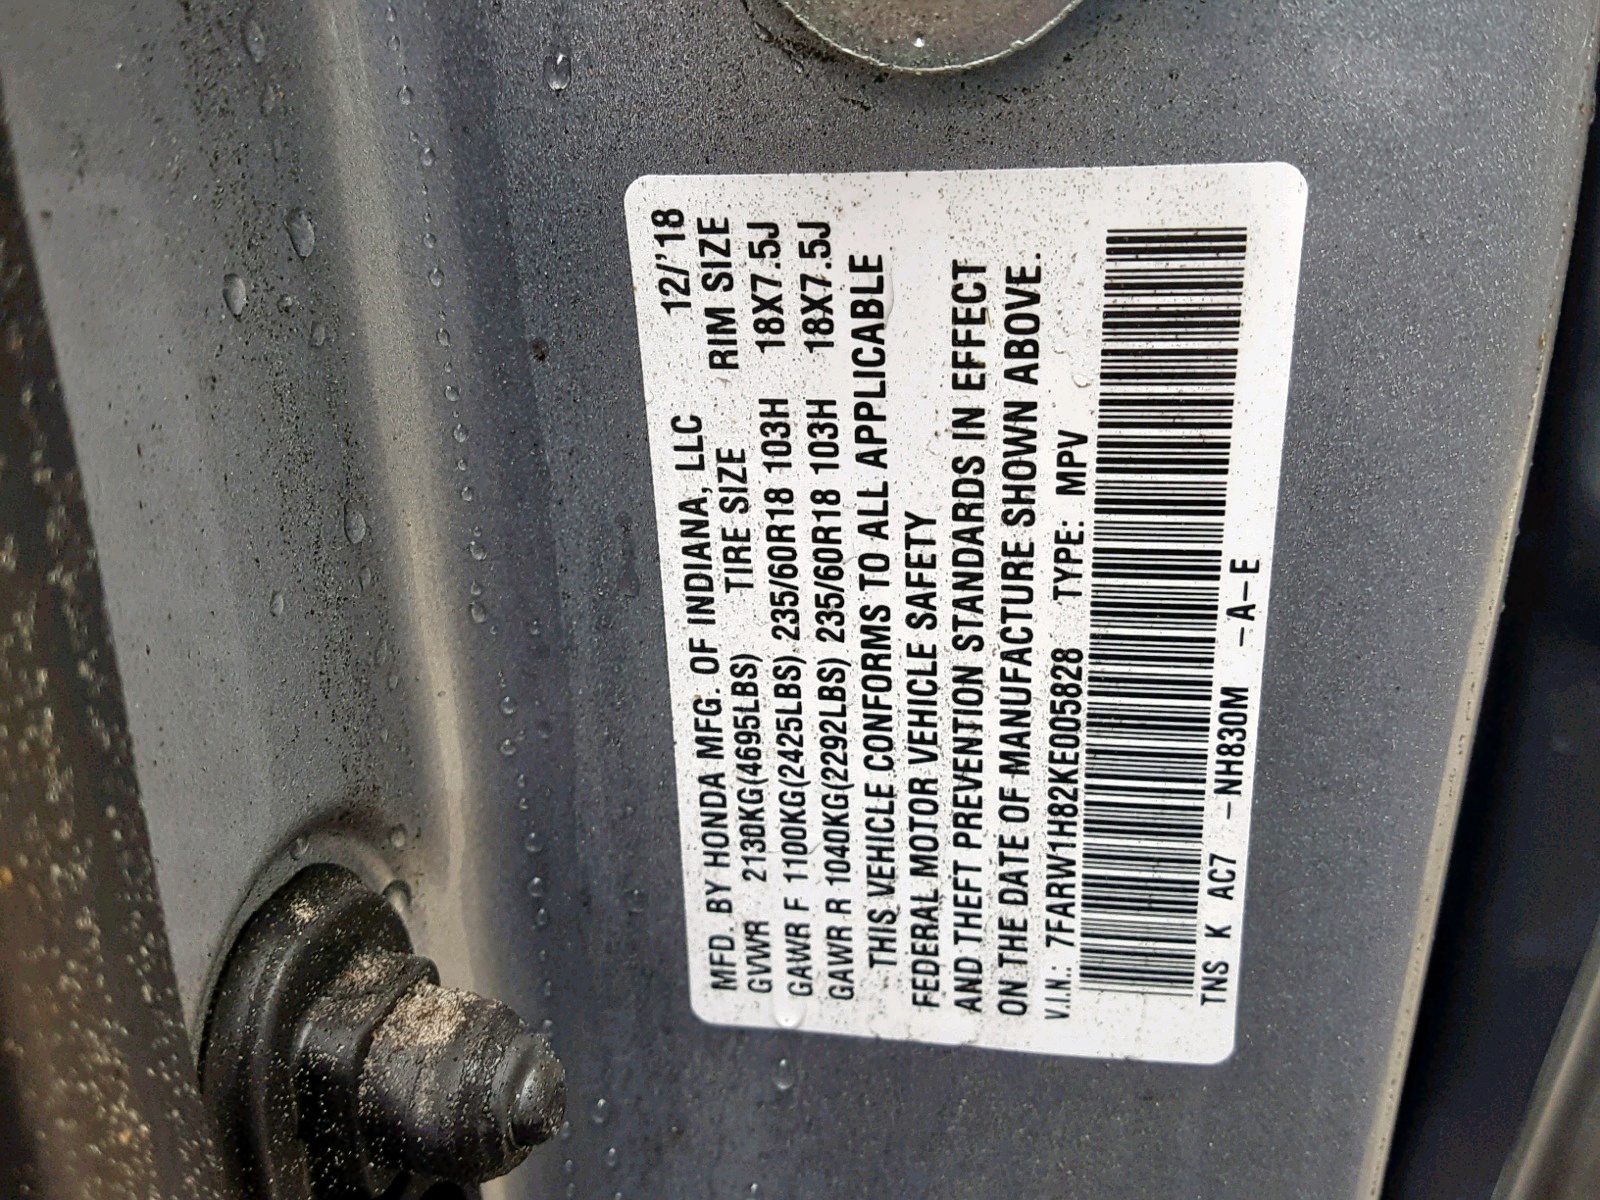 MFD. BY HONDA MFG. OF INDIANA, LLC 12/'18
GVWR 2130KG(4695LBS) TIRE SIZE RIM SIZE
GAWR F 1100KG(2425LBS) 235/60R18 103H 18X7.5J
GAWR R 1040KG(2292LBS) 235/60R18 103H 18X7.5J
THIS VEHICLE CONFORMS TO ALL APPLICABLE
FEDERAL MOTOR VEHICLE SAFETY
AND THEFT PREVENTION STANDARDS IN EFFECT
ON THE DATE OF MANUFACTURE SHOWN ABOVE.
V.I.N.: 7FARW1H82KE005828 TYPE: MPV
TNS K AC7 -NH830M -A-E